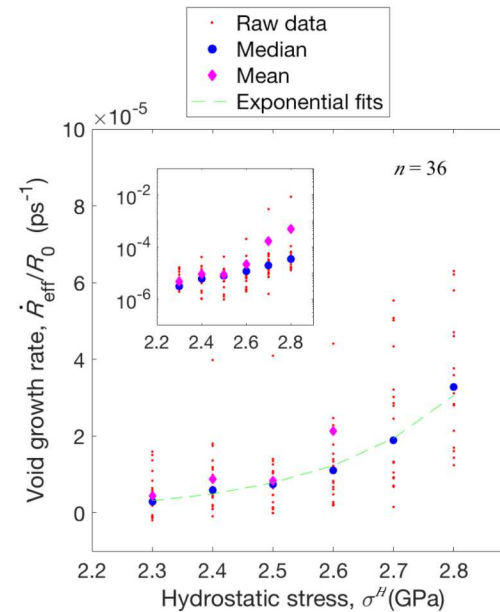 Raw data
Median
Mean
Exponential fits
×10⁻⁵
10
8
6
4
2
0
Void growth rate, Ṙeff/R0 (ps⁻¹)
n = 36
10⁻²
10⁻⁴
10⁻⁶
2.2 2.4 2.6 2.8
2.2 2.3 2.4 2.5 2.6 2.7 2.8
Hydrostatic stress, σᴴ(GPa)